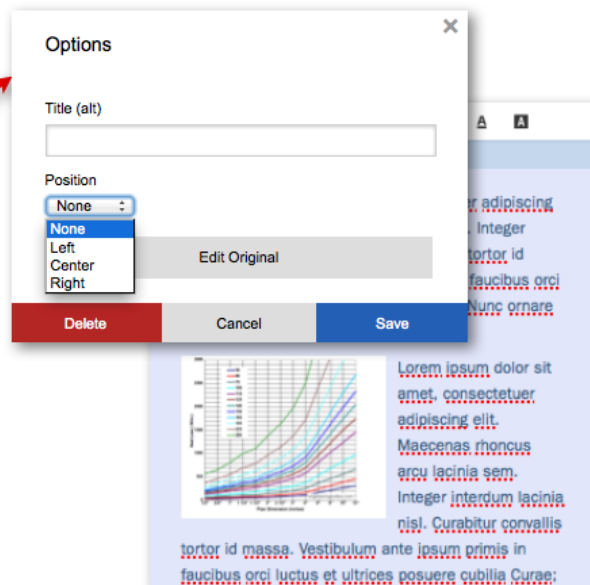 ×
Options
Title (alt)
A A
Position
None
None
Left
Center
Right
Edit Original
Delete Cancel Save
er adipiscing
. Integer
tortor id
faucibus orci
Nunc ornare
Lorem ipsum dolor sit
amet, consectetuer
adipiscing elit.
Maecenas rhoncus
arcu lacinia sem.
Integer interdum lacinia
nisl. Curabitur convallis
tortor id massa. Vestibulum ante ipsum primis in
faucibus orci luctus et ultrices posuere cubilia Curae;